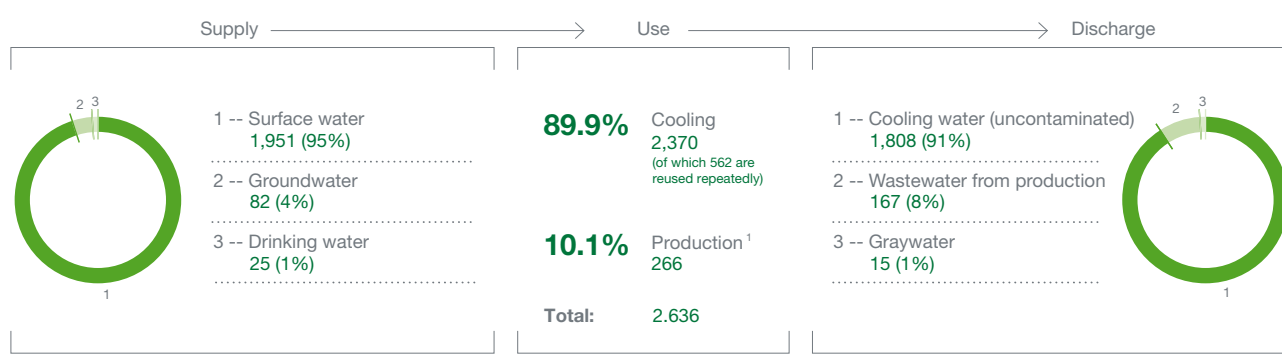 Supply
Use
Discharge
2 3
1
1 -- Surface water
1,951 (95%)
2 -- Groundwater
82 (4%)
3 -- Drinking water
25 (1%)
89.9%
Cooling
2,370
(of which 562 are
reused repeatedly)
10.1%
Production 1
266
Total:
2.636
1 -- Cooling water (uncontaminated)
1,808 (91%)
2 -- Wastewater from production
167 (8%)
3 -- Graywater
15 (1%)
2 3
1